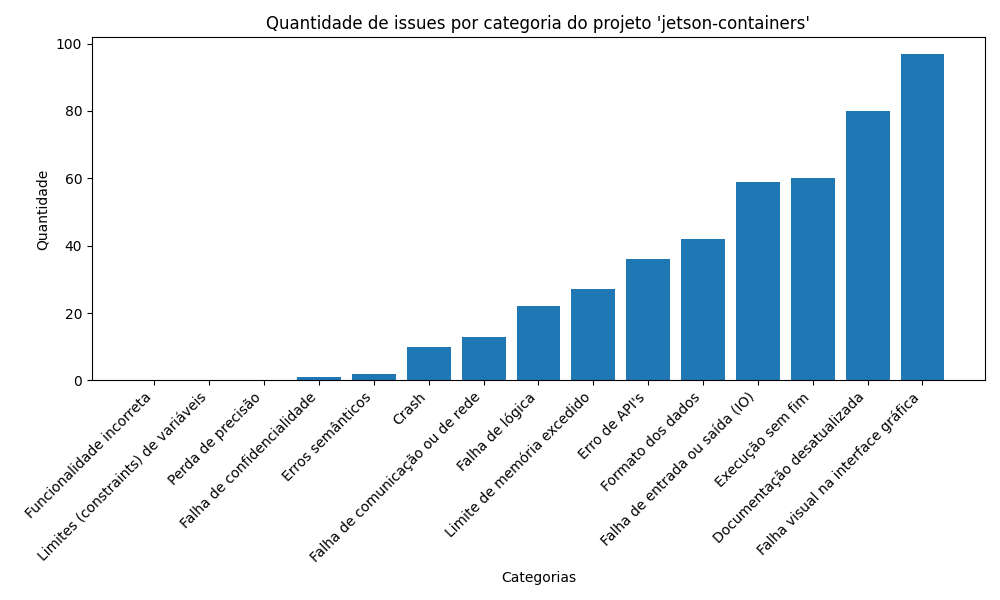 Quantidade de issues por categoria do projeto 'jetson-containers'
Quantidade
100
80
60
40
20
0
Funcionalidade incorreta
Limites (constraints) de variáveis
Perda de precisão
Falha de confidencialidade
Erros semânticos
Crash
Falha de comunicação ou de rede
Falha de lógica
Limite de memória excedido
Erro de API's
Formato dos dados
Falha de entrada ou saída (IO)
Execução sem fim
Documentação desatualizada
Falha visual na interface gráfica
Categorias